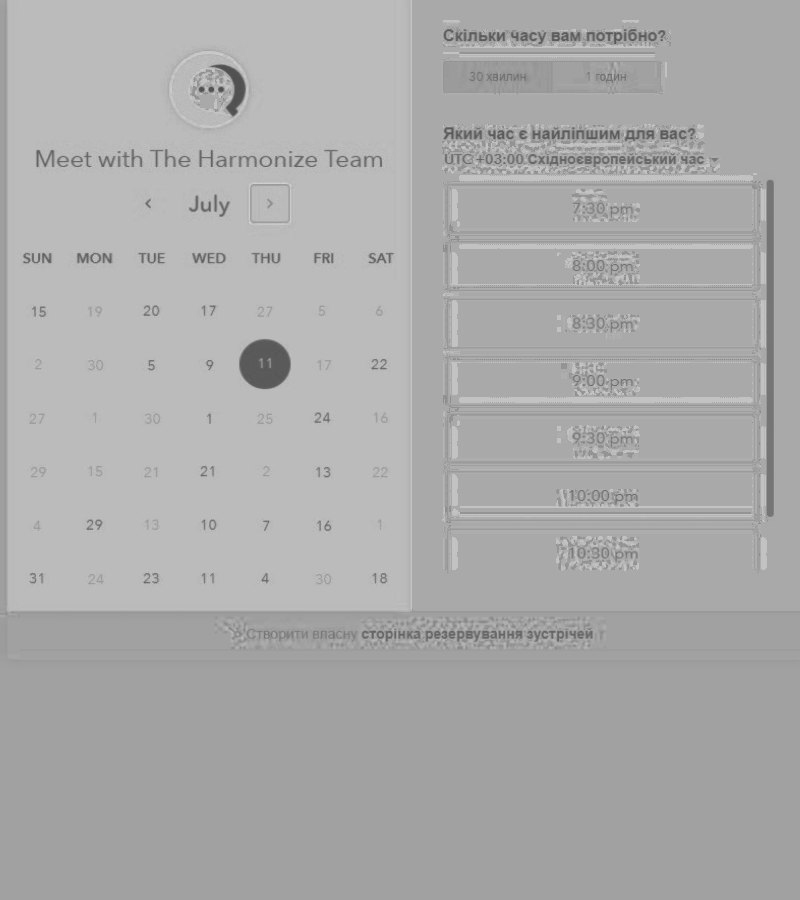 Meet with The Harmonize Team
July
SUN MON TUE WED THU FRI SAT
15 19 20 17 27 5 6
2 30 5 9 11 17 22
27 1 30 1 25 24 16
29 15 21 21 2 13 22
4 29 13 10 7 16 1
31 24 23 11 4 30 18
Скільки часу вам потрібно?
30 хвилин 1 годин
Який час є найліпшим для вас?
UTC +03:00 Східноєвропейський час
7:30 pm
8:00 pm
8:30 pm
9:00 pm
9:30 pm
10:00 pm
10:30 pm
Створити власну сторінка резервування зустрічей